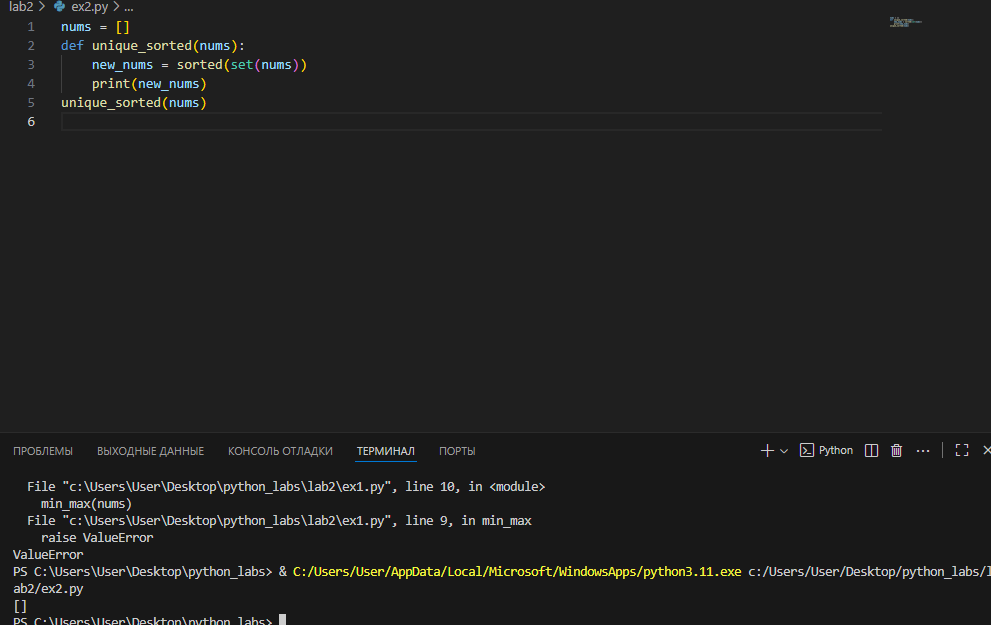 lab2 > ex2.py > ...
1 nums = []
2 def unique_sorted(nums):
3     new_nums = sorted(set(nums))
4     print(new_nums)
5 unique_sorted(nums)
6
ПРОБЛЕМЫ ВЫХОДНЫЕ ДАННЫЕ КОНСОЛЬ ОТЛАДКИ ТЕРМИНАЛ ПОРТЫ Python
  File "c:\Users\User\Desktop\python_labs\lab2\ex1.py", line 10, in <module>
    min_max(nums)
  File "c:\Users\User\Desktop\python_labs\lab2\ex1.py", line 9, in min_max
    raise ValueError
ValueError
PS C:\Users\User\Desktop\python_labs> & C:/Users/User/AppData/Local/Microsoft/WindowsApps/python3.11.exe c:/Users/User/Desktop/python_labs/l
ab2/ex2.py
[]
PS C:\Users\User\Desktop\python_labs>